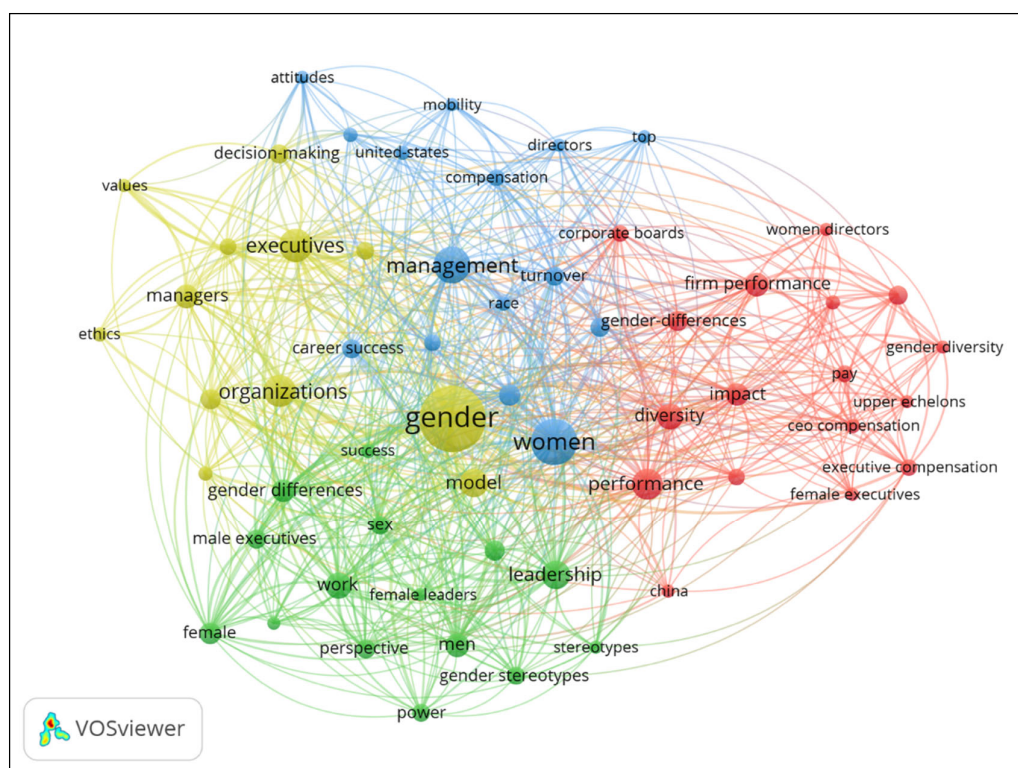 attitudes
mobility
top
directors
decision-making
united-states
compensation
values
women directors
corporate boards
executives
management
turnover
firm performance
managers
race
gender-differences
ethics
career success
gender diversity
pay
organizations
impact
upper echelons
gender
diversity
ceo compensation
women
success
executive compensation
model
performance
gender differences
female executives
sex
male executives
leadership
work
female leaders
china
female
men
perspective
stereotypes
gender stereotypes
power
VOSviewer